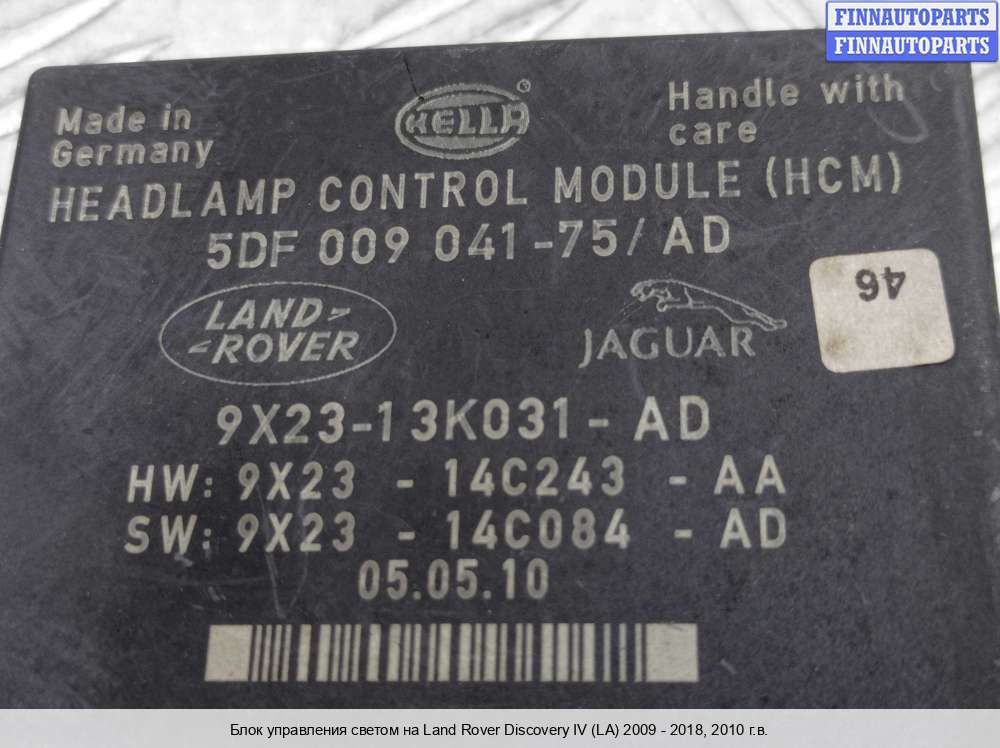 FINNAUTOPARTS
FINNAUTOPARTS
Made in
Germany
HELLA
®
Handle with
care
HEADLAMP CONTROL MODULE (HCM)
5DF 009 041-75/AD
LAND-
-ROVER
JAGUAR
46
9X23-13K031-AD
HW: 9X23 - 14C243 - AA
SW: 9X23 - 14C084 - AD
05.05.10
Блок управления светом на Land Rover Discovery IV (LA) 2009 - 2018, 2010 г.в.